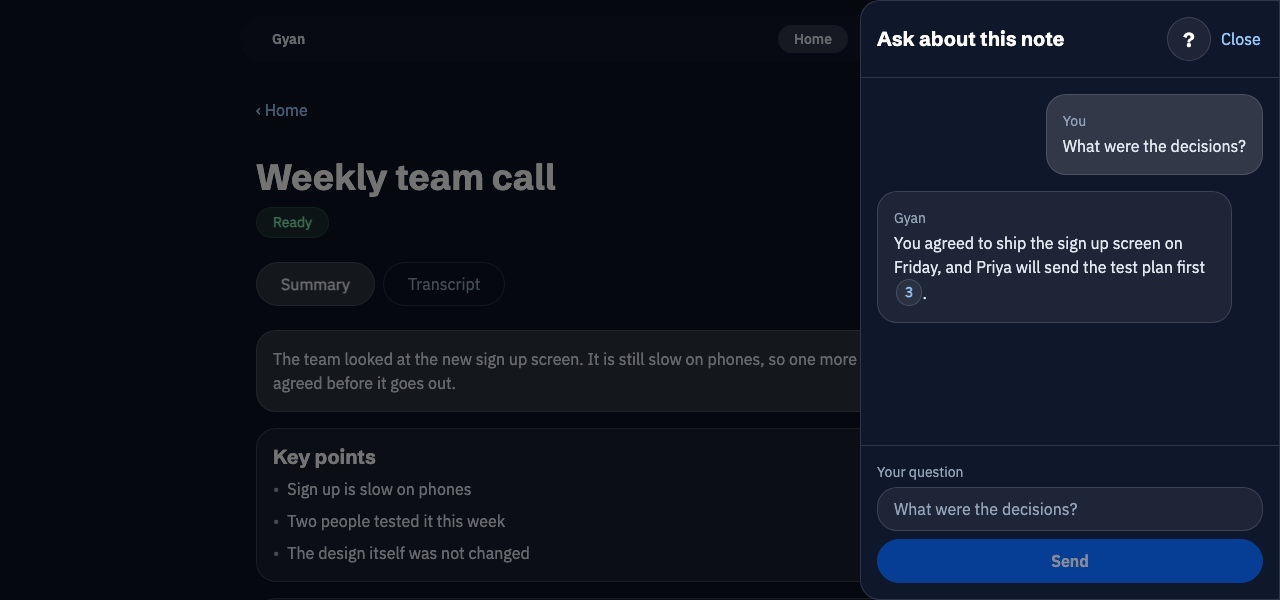 Gyan
Home
‹ Home
Weekly team call
Ready
Summary
Transcript
The team looked at the new sign up screen. It is still slow on phones, so one more
agreed before it goes out.
Key points
• Sign up is slow on phones
• Two people tested it this week
• The design itself was not changed
Ask about this note
?
Close
You
What were the decisions?
Gyan
You agreed to ship the sign up screen on
Friday, and Priya will send the test plan first
3 .
Your question
What were the decisions?
Send